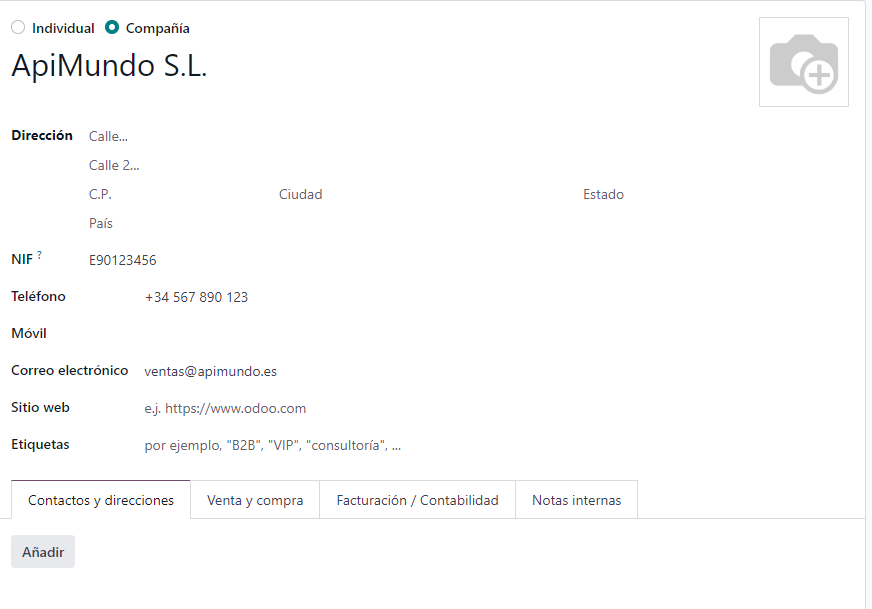 Individual Compañía
ApiMundo S.L.
Dirección Calle...
Calle 2...
C.P. Ciudad Estado
País
NIF ? E90123456
Teléfono +34 567 890 123
Móvil
Correo electrónico ventas@apimundo.es
Sitio web e.j. https://www.odoo.com
Etiquetas por ejemplo, "B2B", "VIP", "consultoría", ...
Contactos y direcciones Venta y compra Facturación / Contabilidad Notas internas
Añadir